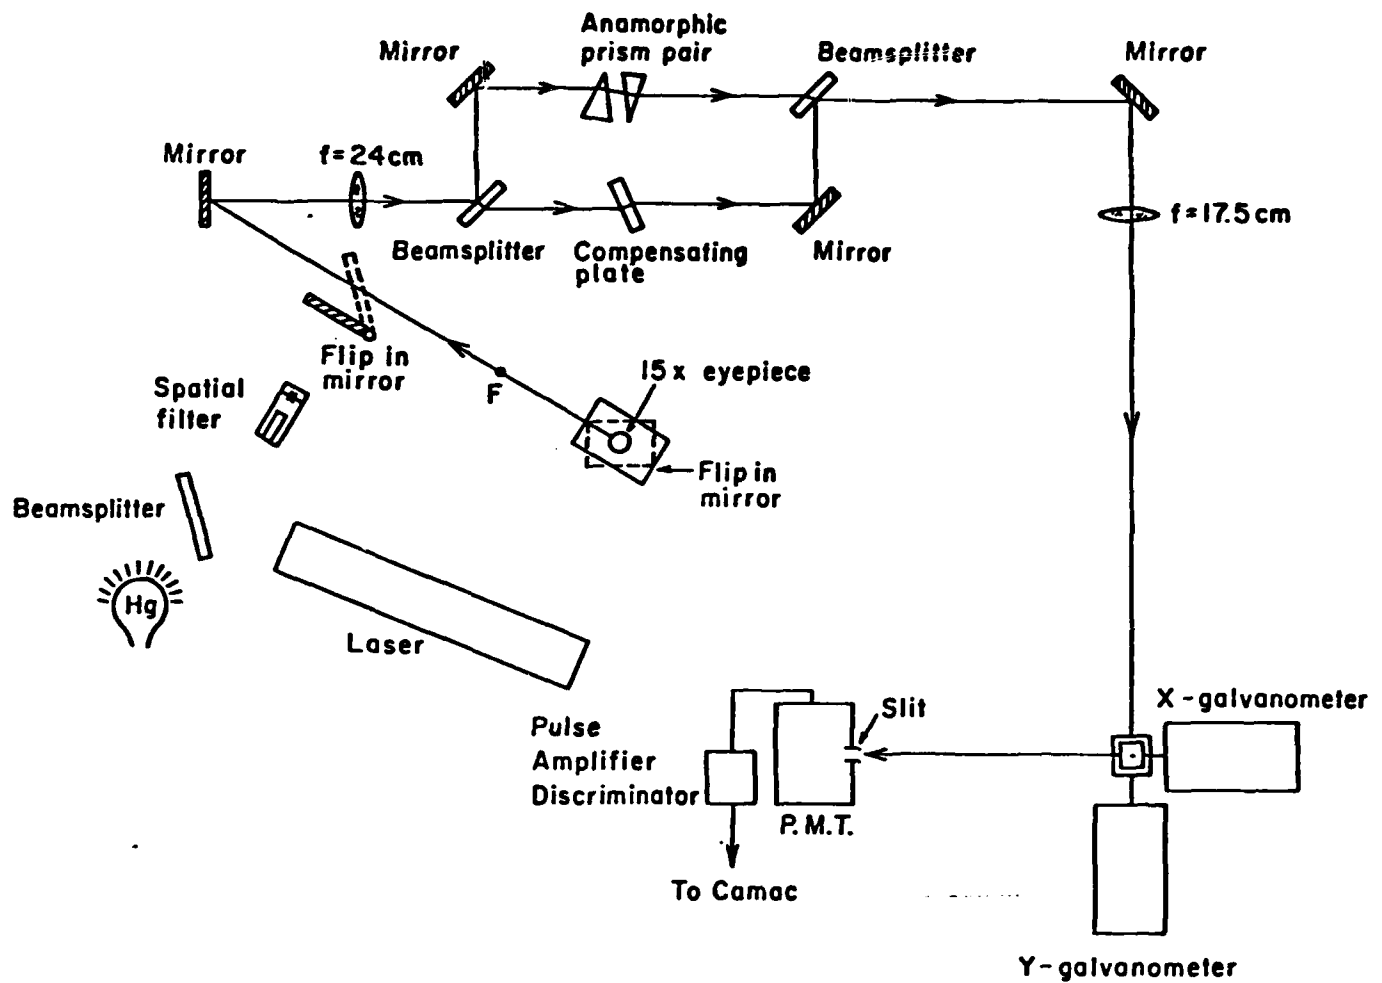 Anamorphic
prism pair
Mirror
Beamsplitter
Mirror
Mirror
f=24cm
f=17.5cm
Beamsplitter
Compensating
plate
Mirror
Flip in
mirror
F
15x eyepiece
Spatial
filter
Flip in
mirror
Beamsplitter
Hg
Laser
Pulse
Amplifier
Discriminator
Slit
X-galvanometer
P.M.T.
To Camac
Y-galvanometer